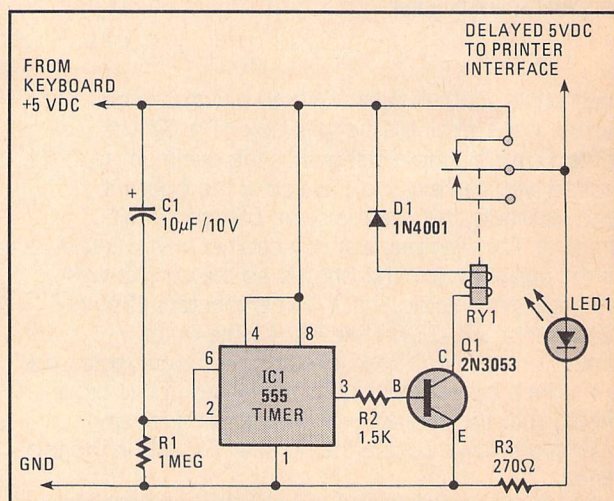 DELAYED 5VDC
TO PRINTER
INTERFACE
FROM
KEYBOARD
+5 VDC
+
C1
10μF/10V
D1
1N4001
RY1
LED1
4
8
6
2
IC1
555
TIMER
3
R2
1.5K
B
C
Q1
2N3053
E
1
R1
1MEG
GND
R3
270Ω